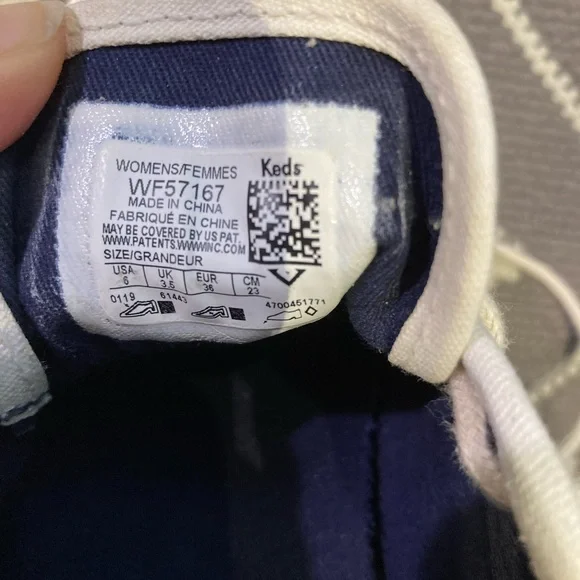 WOMENS/FEMMES
Keds
WF57167
MADE IN CHINA
FABRIQUÉ EN CHINE
MAY BE COVERED BY US PAT.
WWW.PATENTS.WWWINC.COM
SIZE/GRANDEUR
USA UK EUR CM
6 3.5 36 23
0119 61443 4700451771